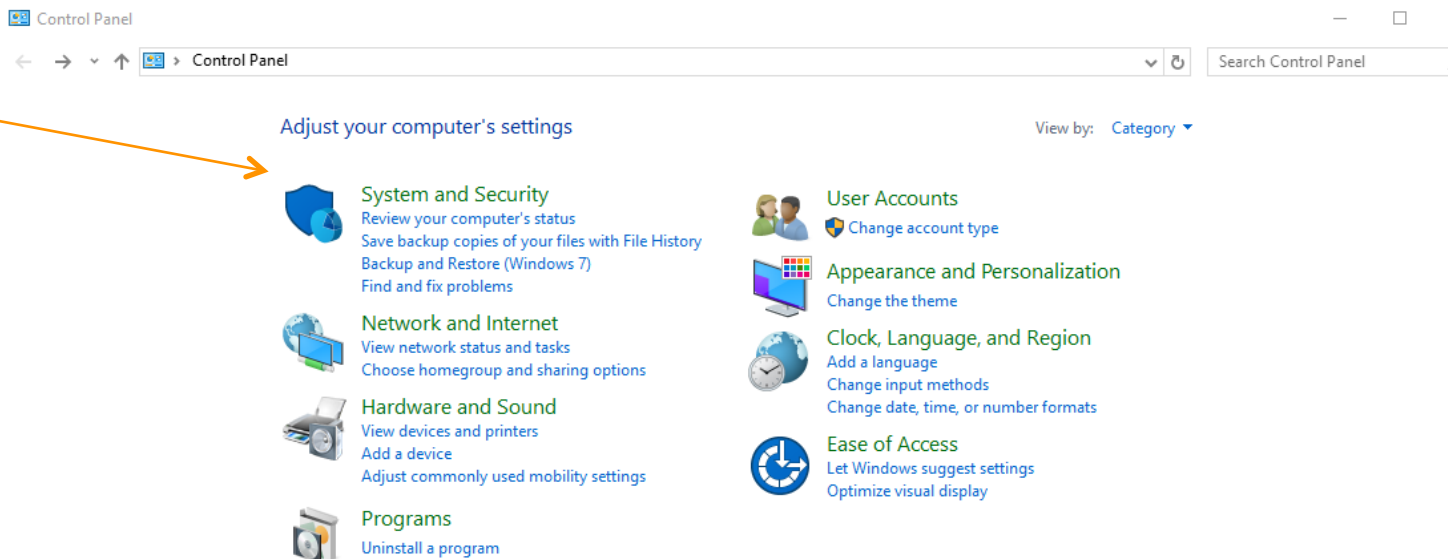 Control Panel
Control Panel
Search Control Panel
Adjust your computer's settings
View by: Category
System and Security
Review your computer's status
Save backup copies of your files with File History
Backup and Restore (Windows 7)
Find and fix problems
Network and Internet
View network status and tasks
Choose homegroup and sharing options
Hardware and Sound
View devices and printers
Add a device
Adjust commonly used mobility settings
Programs
Uninstall a program
User Accounts
Change account type
Appearance and Personalization
Change the theme
Clock, Language, and Region
Add a language
Change input methods
Change date, time, or number formats
Ease of Access
Let Windows suggest settings
Optimize visual display